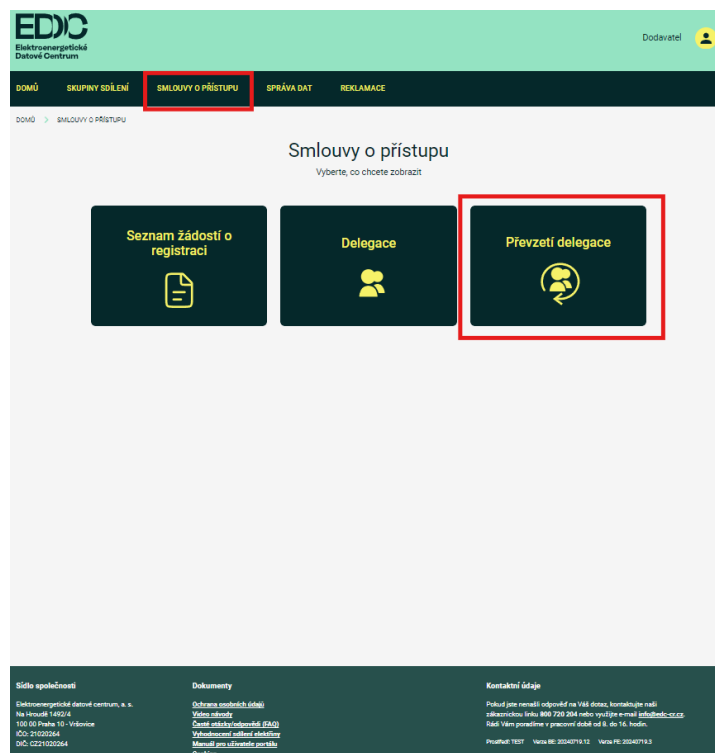 EDC
Elektroenergetické
Datové Centrum
Dodavatel
DOMŮ SKUPINY SDÍLENÍ SMLOUVY O PŘÍSTUPU SPRÁVA DAT REKLAMACE
DOMŮ > SMLOUVY O PŘÍSTUPU
Smlouvy o přístupu
Vyberte, co chcete zobrazit
Seznam žádostí o
registraci
Delegace
Převzetí delegace
Sídlo společnosti
Elektroenergetické datové centrum, a. s.
Na Hroudě 1492/4
100 00 Praha 10 - Vršovice
IČO: 21020264
DIČ: CZ21020264
Dokumenty
Ochrana osobních údajů
Video návody
Časté otázky/odpovědi (FAQ)
Vyhodnocení sdílení elektřiny
Manuál pro uživatele portálu
Kontaktní údaje
Pokud jste nenašli odpověď na Váš dotaz, kontaktujte naši
zákaznickou linku 800 720 204 nebo využijte e-mail info@edc-cr.cz.
Rádi Vám poradíme v pracovní době od 8. do 16. hodin.
Prostředí: TEST Verze BE: 20240719.12 Verze FE: 20240719.3